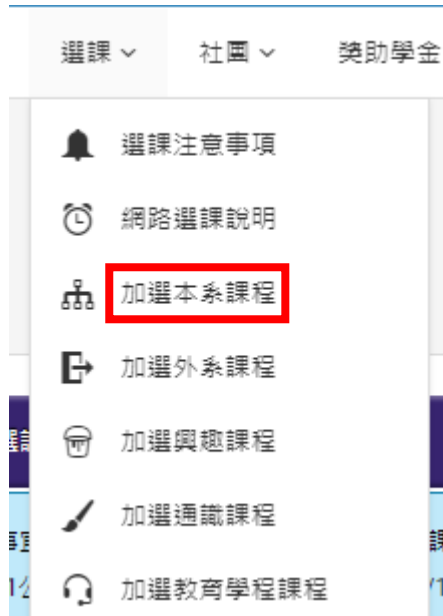 選課 社團 獎助學金
選課注意事項
網路選課說明
加選本系課程
加選外系課程
加選興趣課程
加選通識課程
加選教育學程課程